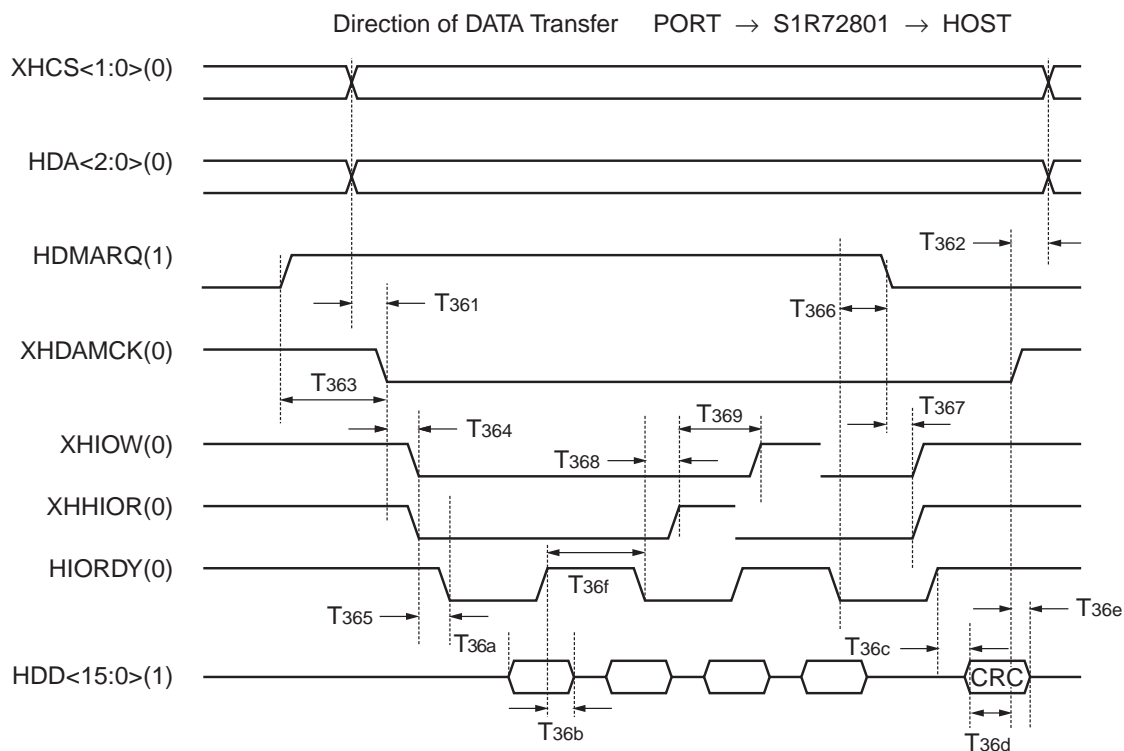 Direction of DATA Transfer PORT → S1R72801 → HOST
XHCS<1:0>(0)
HDA<2:0>(0)
HDMARQ(1)
T362
T361
T366
XHDAMCK(0)
T363
T369
T367
XHIOW(0)
T364
T368
XHHIOR(0)
HIORDY(0)
T36f
T365
T36a
T36c
T36e
HDD<15:0>(1)
CRC
T36b
T36d